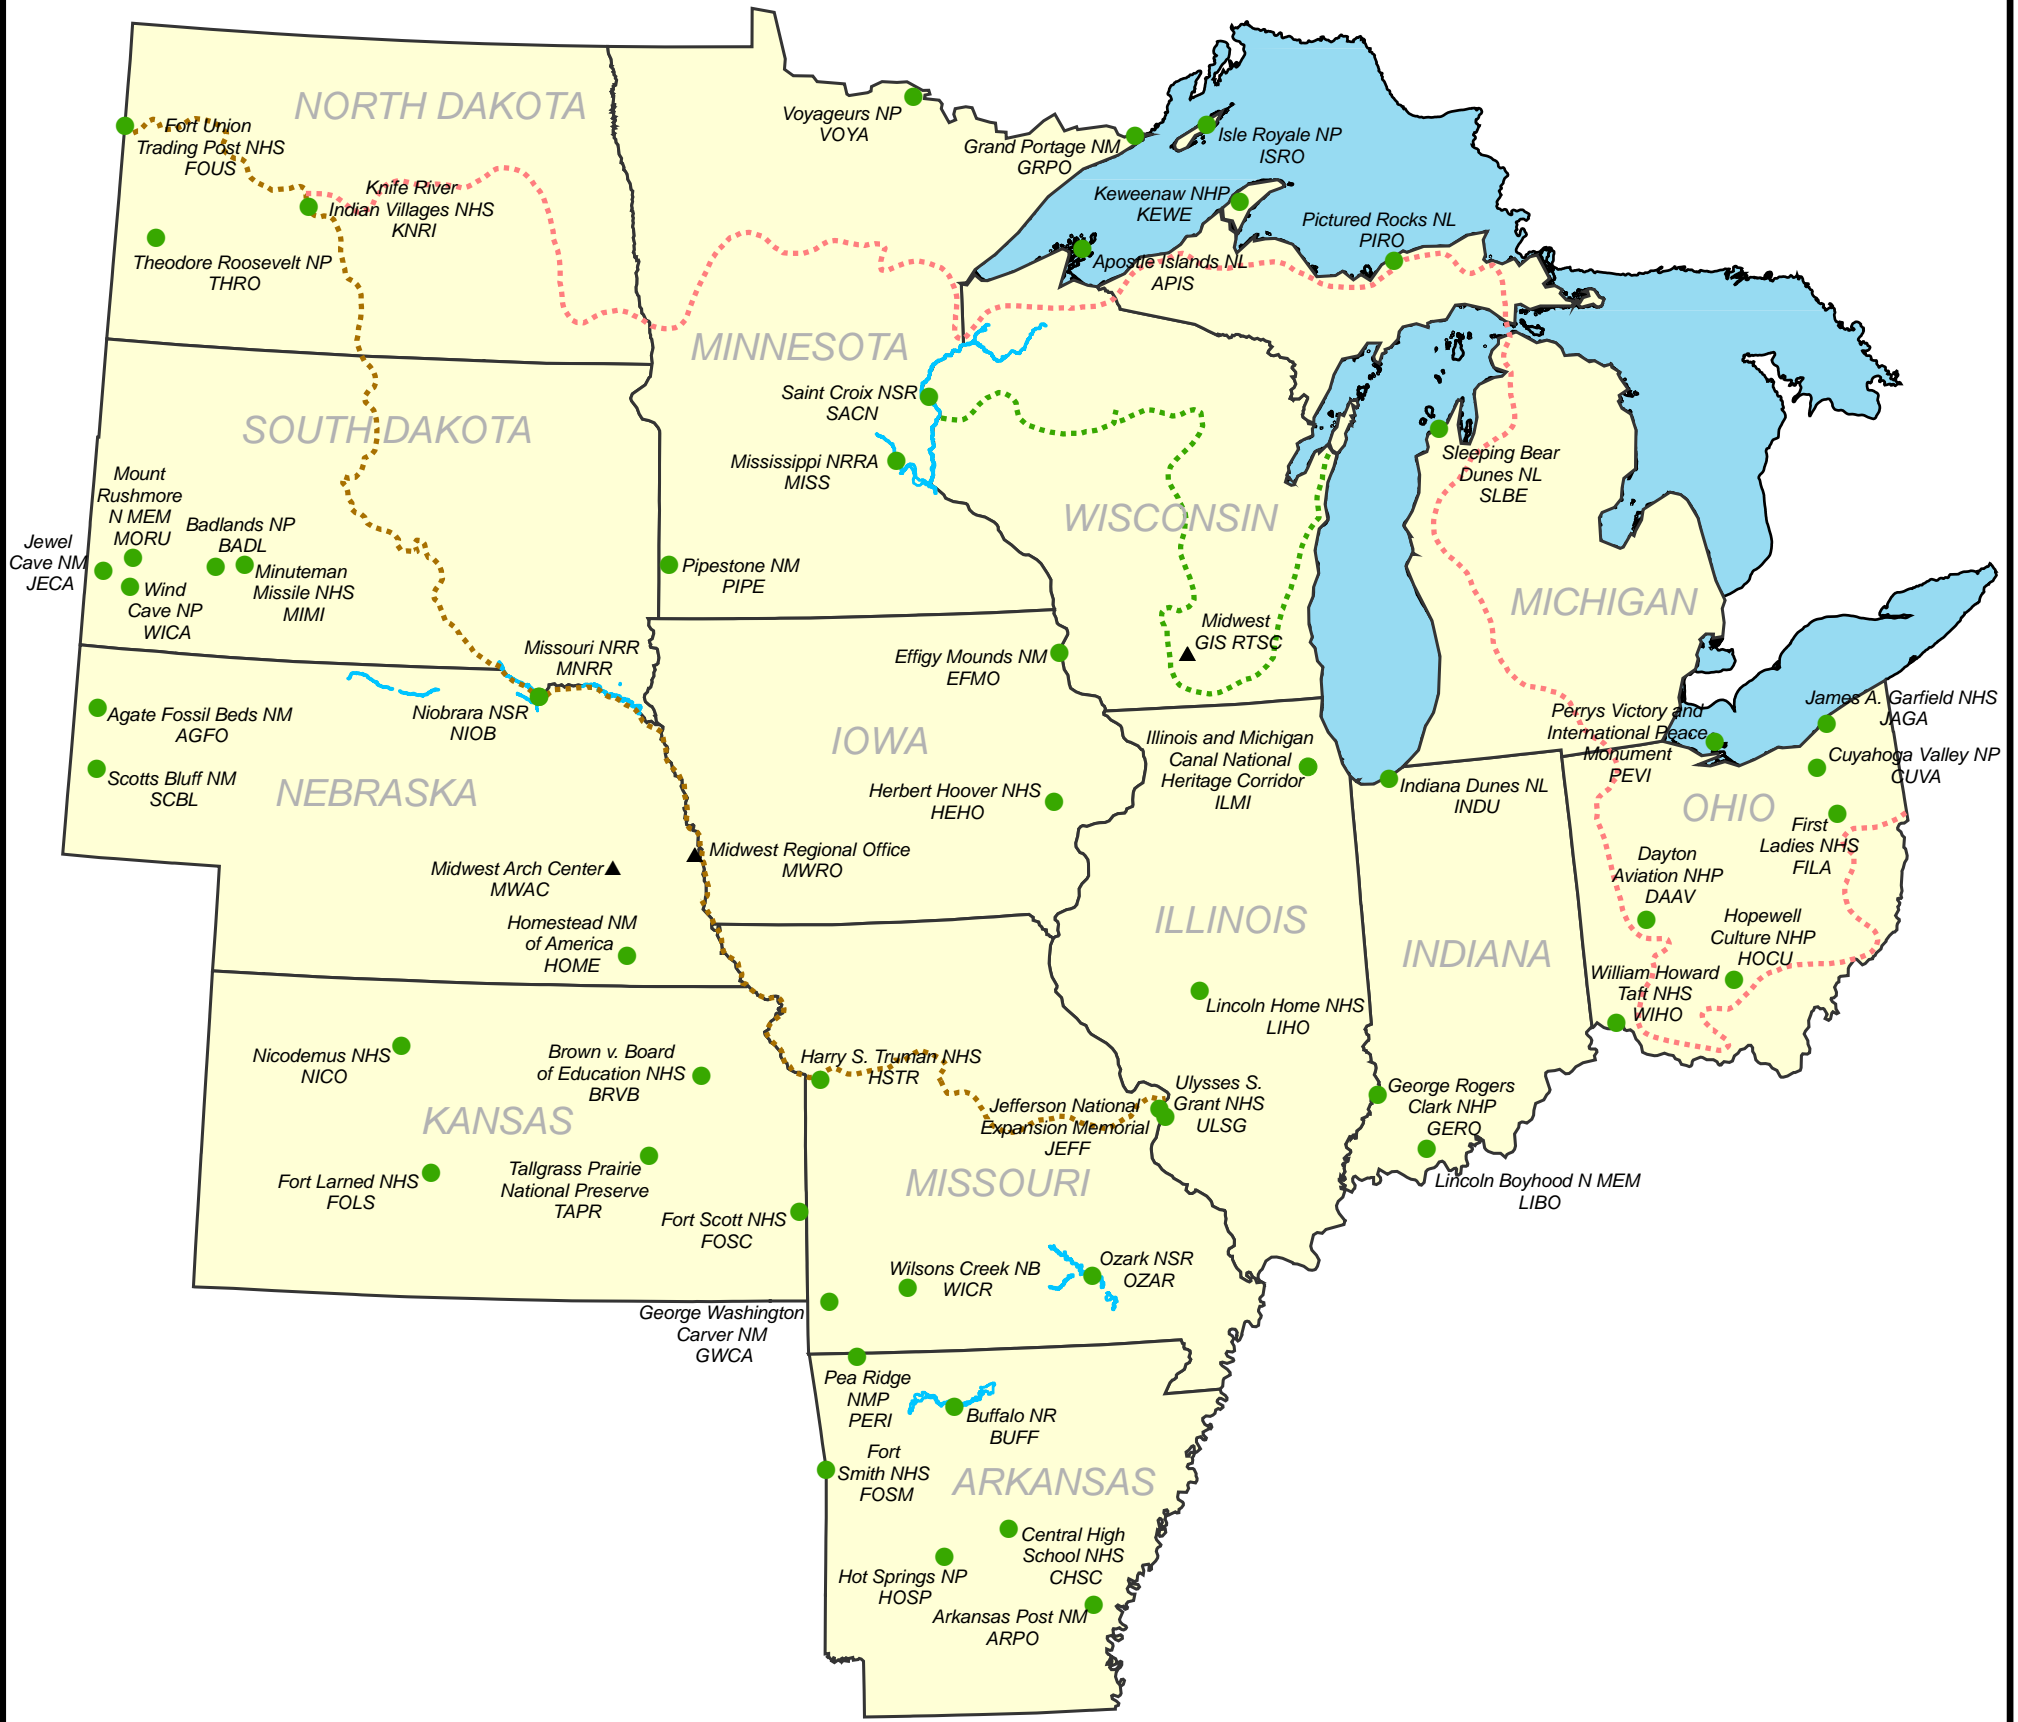 NORTH DAKOTA
Fort Union
Trading Post NHS
FOUS
Knife River
Indian Villages NHS
KNRI
Theodore Roosevelt NP
THRO
Voyageurs NP
VOYA
Grand Portage NM
GRPO
Isle Royale NP
ISRO
Keweenaw NHP
KEWE
Pictured Rocks NL
PIRO
Apostle Islands NL
APIS
MINNESOTA
Saint Croix NSR
SACN
Mississippi NRRA
MISS
Pipestone NM
PIPE
SOUTH DAKOTA
Mount
Rushmore
N MEM
MORU
Jewel
Cave NM
JECA
Badlands NP
BADL
Wind
Cave NP
WICA
Minuteman
Missile NHS
MIMI
WISCONSIN
Midwest
GIS RTSC
Sleeping Bear
Dunes NL
SLBE
MICHIGAN
Missouri NRR
MNRR
Niobrara NSR
NIOB
Agate Fossil Beds NM
AGFO
Scotts Bluff NM
SCBL
NEBRASKA
Midwest Arch Center
MWAC
Homestead NM
of America
HOME
Effigy Mounds NM
EFMO
IOWA
Herbert Hoover NHS
HEHO
Midwest Regional Office
MWRO
Illinois and Michigan
Canal National
Heritage Corridor
ILMI
Indiana Dunes NL
INDU
Perrys Victory and
International Peace
Monument
PEVI
James A. Garfield NHS
JAGA
Cuyahoga Valley NP
CUVA
OHIO
First
Ladies NHS
FILA
Dayton
Aviation NHP
DAAV
Hopewell
Culture NHP
HOCU
William Howard
Taft NHS
WIHO
ILLINOIS
INDIANA
Lincoln Home NHS
LIHO
Nicodemus NHS
NICO
Brown v. Board
of Education NHS
BRVB
KANSAS
Fort Larned NHS
FOLS
Tallgrass Prairie
National Preserve
TAPR
Fort Scott NHS
FOSC
Harry S. Truman NHS
HSTR
Jefferson National
Expansion Memorial
JEFF
Ulysses S.
Grant NHS
ULSG
George Rogers
Clark NHP
GERO
Lincoln Boyhood N MEM
LIBO
MISSOURI
Wilsons Creek NB
WICR
Ozark NSR
OZAR
George Washington
Carver NM
GWCA
Pea Ridge
NMP
PERI
Buffalo NR
BUFF
Fort
Smith NHS
FOSM
ARKANSAS
Central High
School NHS
CHSC
Hot Springs NP
HOSP
Arkansas Post NM
ARPO